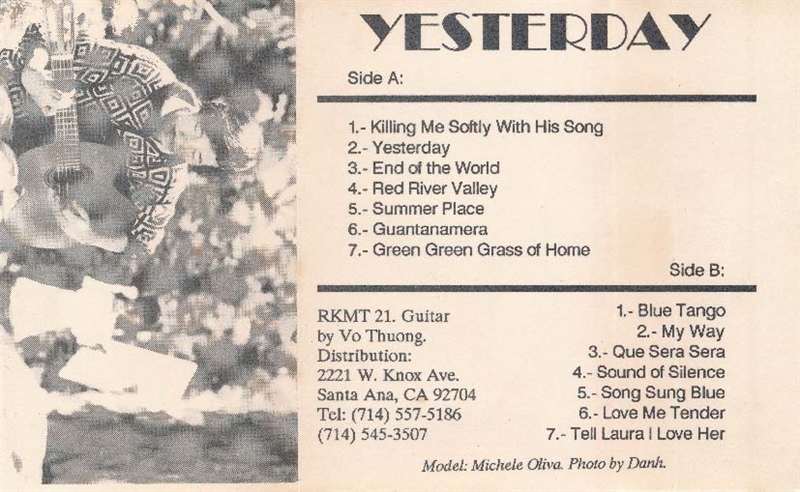 YESTERDAY
Side A:
1.- Killing Me Softly With His Song
2.- Yesterday
3.- End of the World
4.- Red River Valley
5.- Summer Place
6.- Guantanamera
7.- Green Green Grass of Home
Side B:
1.- Blue Tango
2.- My Way
3.- Que Sera Sera
4.- Sound of Silence
5.- Song Sung Blue
6.- Love Me Tender
7.- Tell Laura I Love Her
RKMT 21. Guitar
by Vo Thuong.
Distribution:
2221 W. Knox Ave.
Santa Ana, CA 92704
Tel: (714) 557-5186
(714) 545-3507
Model: Michele Oliva. Photo by Danh.